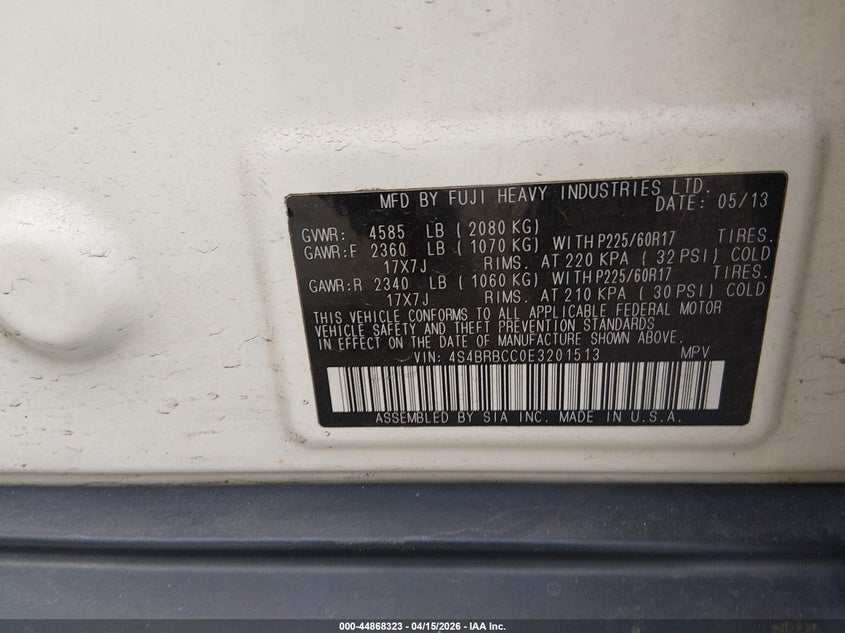 MFD BY FUJI HEAVY INDUSTRIES LTD.
DATE: 05/13
GVWR: 4585 LB ( 2080 KG)
GAWR:F 2360 LB ( 1070 KG) WITH P225/60R17 TIRES.
17X7J RIMS. AT 220 KPA ( 32 PSI) COLD
GAWR:R 2340 LB ( 1060 KG) WITH P225/60R17 TIRES.
17X7J RIMS. AT 210 KPA ( 30 PSI) COLD
THIS VEHICLE CONFORMS TO ALL APPLICABLE FEDERAL MOTOR
VEHICLE SAFETY AND THEFT PREVENTION STANDARDS
IN EFFECT ON THE DATE OF MANUFACTURE SHOWN ABOVE.
VIN: 4S4BRBCC0E3201513 MPV
ASSEMBLED BY SIA INC. MADE IN U.S.A.
000-44868323 - 04/15/2026 - IAA Inc.